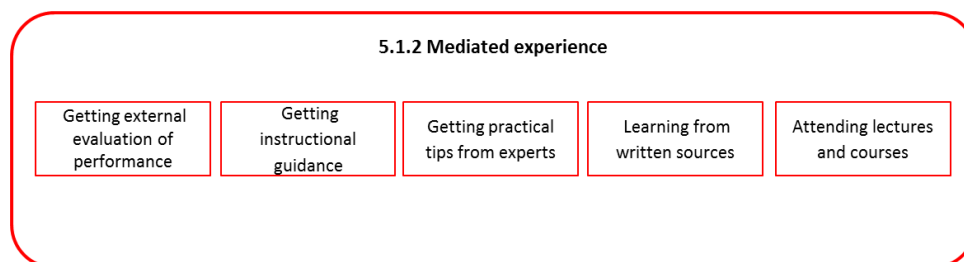 5.1.2 Mediated experience
Getting external
evaluation of
performance
Getting
instructional
guidance
Getting practical
tips from experts
Learning from
written sources
Attending lectures
and courses